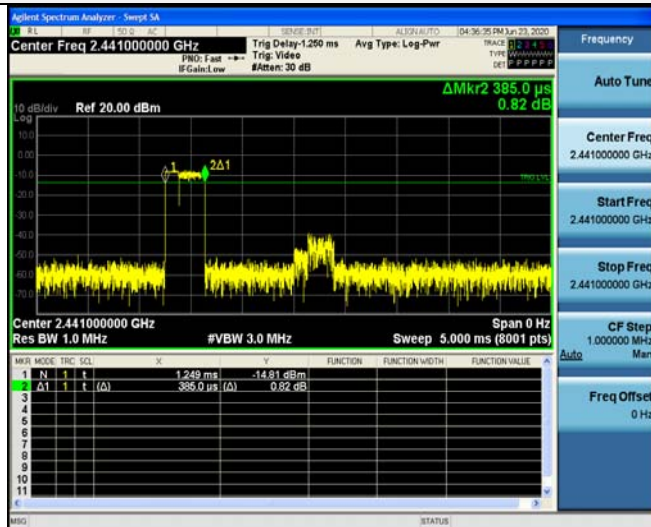 Agilent Spectrum Analyzer - Swept SA
RL RF 50 Ω AC SENSE:INT ALIGN AUTO 04:36:35 PM Jun 23, 2020
Center Freq 2.441000000 GHz
PNO: Fast
IFGain:Low
Trig Delay-1.250 ms
Trig: Video
#Atten: 30 dB
Avg Type: Log-Pwr
TRACE 1 2 3 4 5 6
TYPE
DET P P P P P P
ΔMkr2 385.0 µs
0.82 dB
10 dB/div Ref 20.00 dBm
Log
10.0
0.00
-10.0
-20.0
-30.0
-40.0
-50.0
-60.0
-70.0
1
2Δ1
TRIG LVL
Center 2.441000000 GHz Span 0 Hz
Res BW 1.0 MHz #VBW 3.0 MHz Sweep 5.000 ms (8001 pts)
MKR MODE TRC SCL X Y FUNCTION FUNCTION WIDTH FUNCTION VALUE
1 N 1 t 1.249 ms -14.81 dBm
2 Δ1 1 t (Δ) 385.0 µs (Δ) 0.82 dB
3
4
5
6
7
8
9
10
11
MSG STATUS
Frequency
Auto Tune
Center Freq
2.441000000 GHz
Start Freq
2.441000000 GHz
Stop Freq
2.441000000 GHz
CF Step
1.000000 MHz
Auto Man
Freq Offset
0 Hz